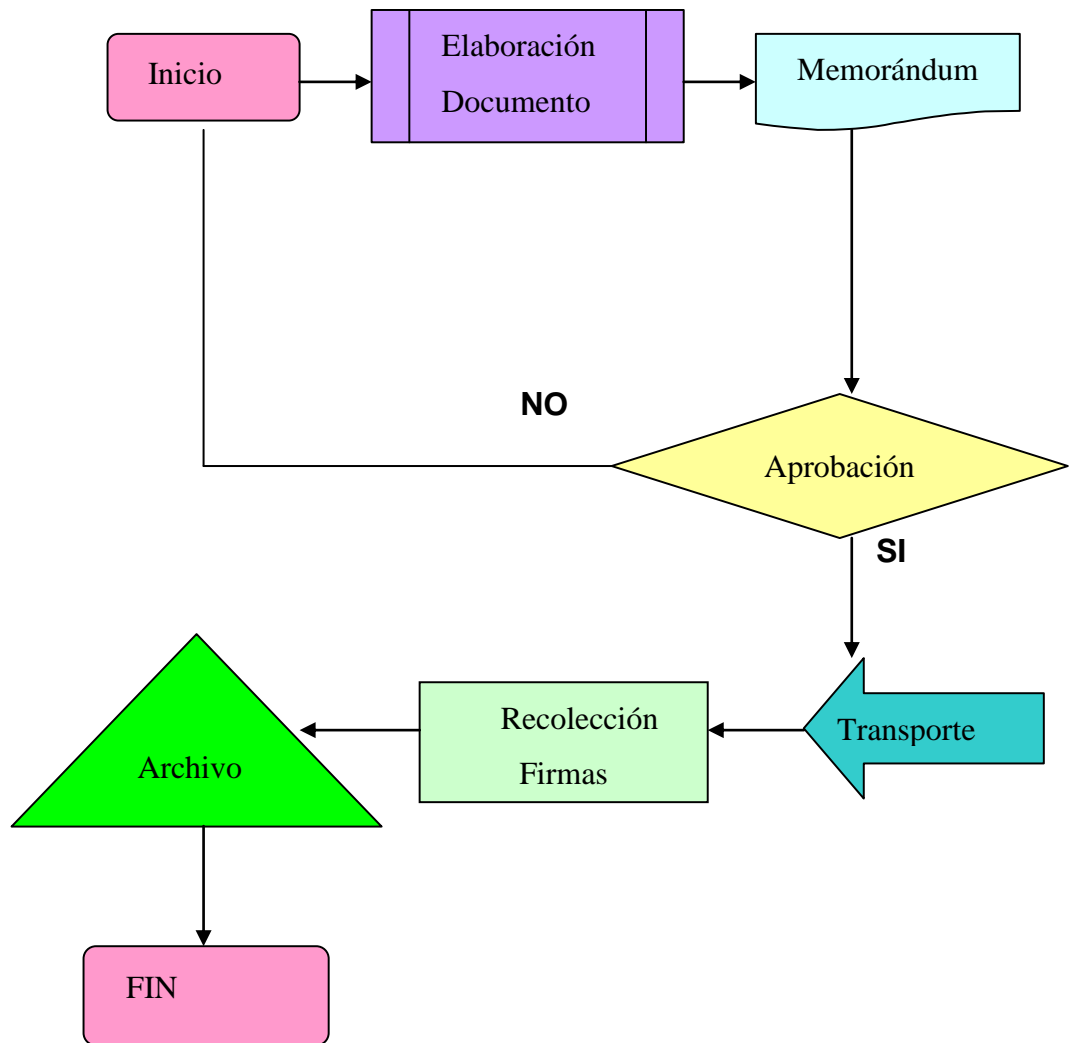 Inicio
Elaboración
Documento
Memorándum
NO
Aprobación
SI
Transporte
Recolección
Firmas
Archivo
FIN